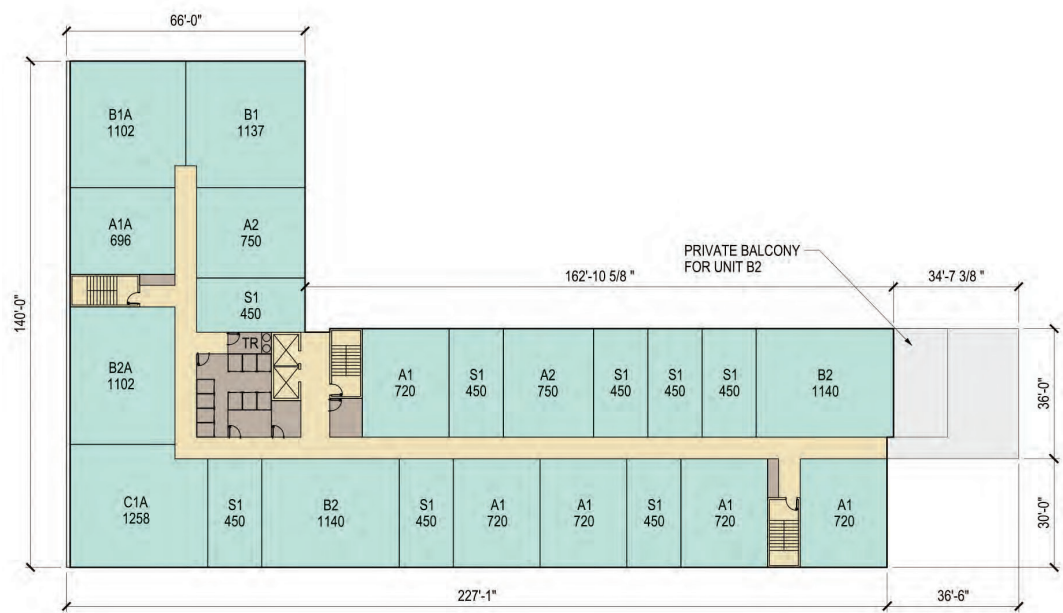 66'-0"
B1A
1102
B1
1137
A1A
696
A2
750
PRIVATE BALCONY
FOR UNIT B2
162'-10 5/8 "
34'-7 3/8 "
140'-0"
S1
450
TR
B2A
1102
A1
720
S1
450
A2
750
S1
450
S1
450
S1
450
B2
1140
36'-0"
C1A
1258
S1
450
B2
1140
S1
450
A1
720
A1
720
S1
450
A1
720
A1
720
30'-0"
227'-1"
36'-6"